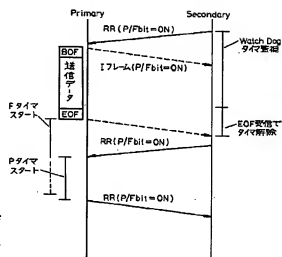 Primary
Secondary
RR(P/Fbit=ON)
BOF
送信データ
Iフレーム(P/Fbit=ON)
Watch Dog
タイマ監視
EOF
Fタイマ
スタート
EOF受信で
タイマ解除
RR(P/Fbit=ON)
Pタイマ
スタート
RR(P/Fbit=ON)